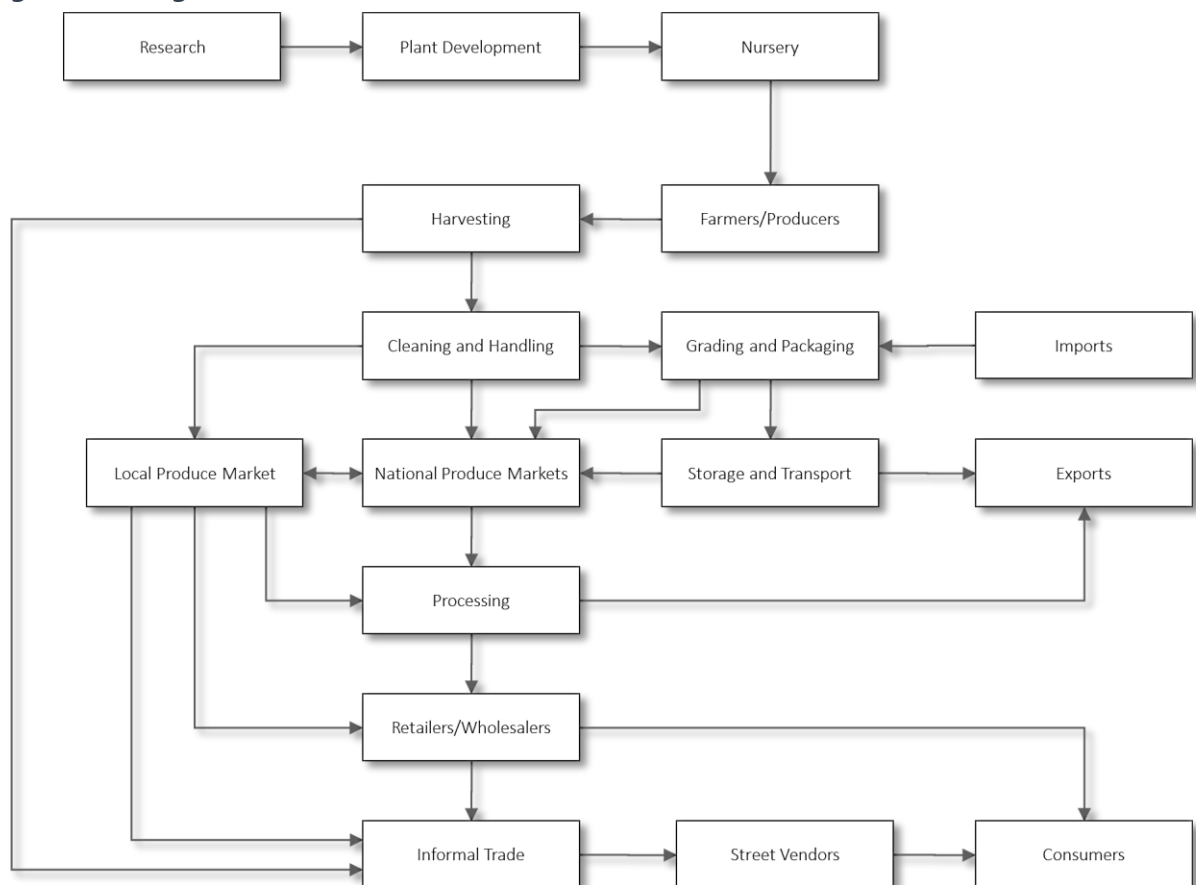 Research
Plant Development
Nursery
Harvesting
Farmers/Producers
Cleaning and Handling
Grading and Packaging
Imports
Local Produce Market
National Produce Markets
Storage and Transport
Exports
Processing
Retailers/Wholesalers
Informal Trade
Street Vendors
Consumers